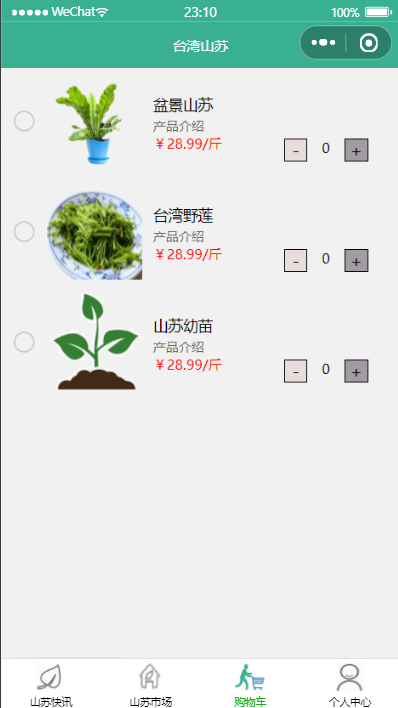 WeChat 23:10 100%
台湾山苏
盆景山苏
产品介绍
￥28.99/斤
- 0 +
台湾野莲
产品介绍
￥28.99/斤
- 0 +
山苏幼苗
产品介绍
￥28.99/斤
- 0 +
山苏快讯 山苏市场 购物车 个人中心